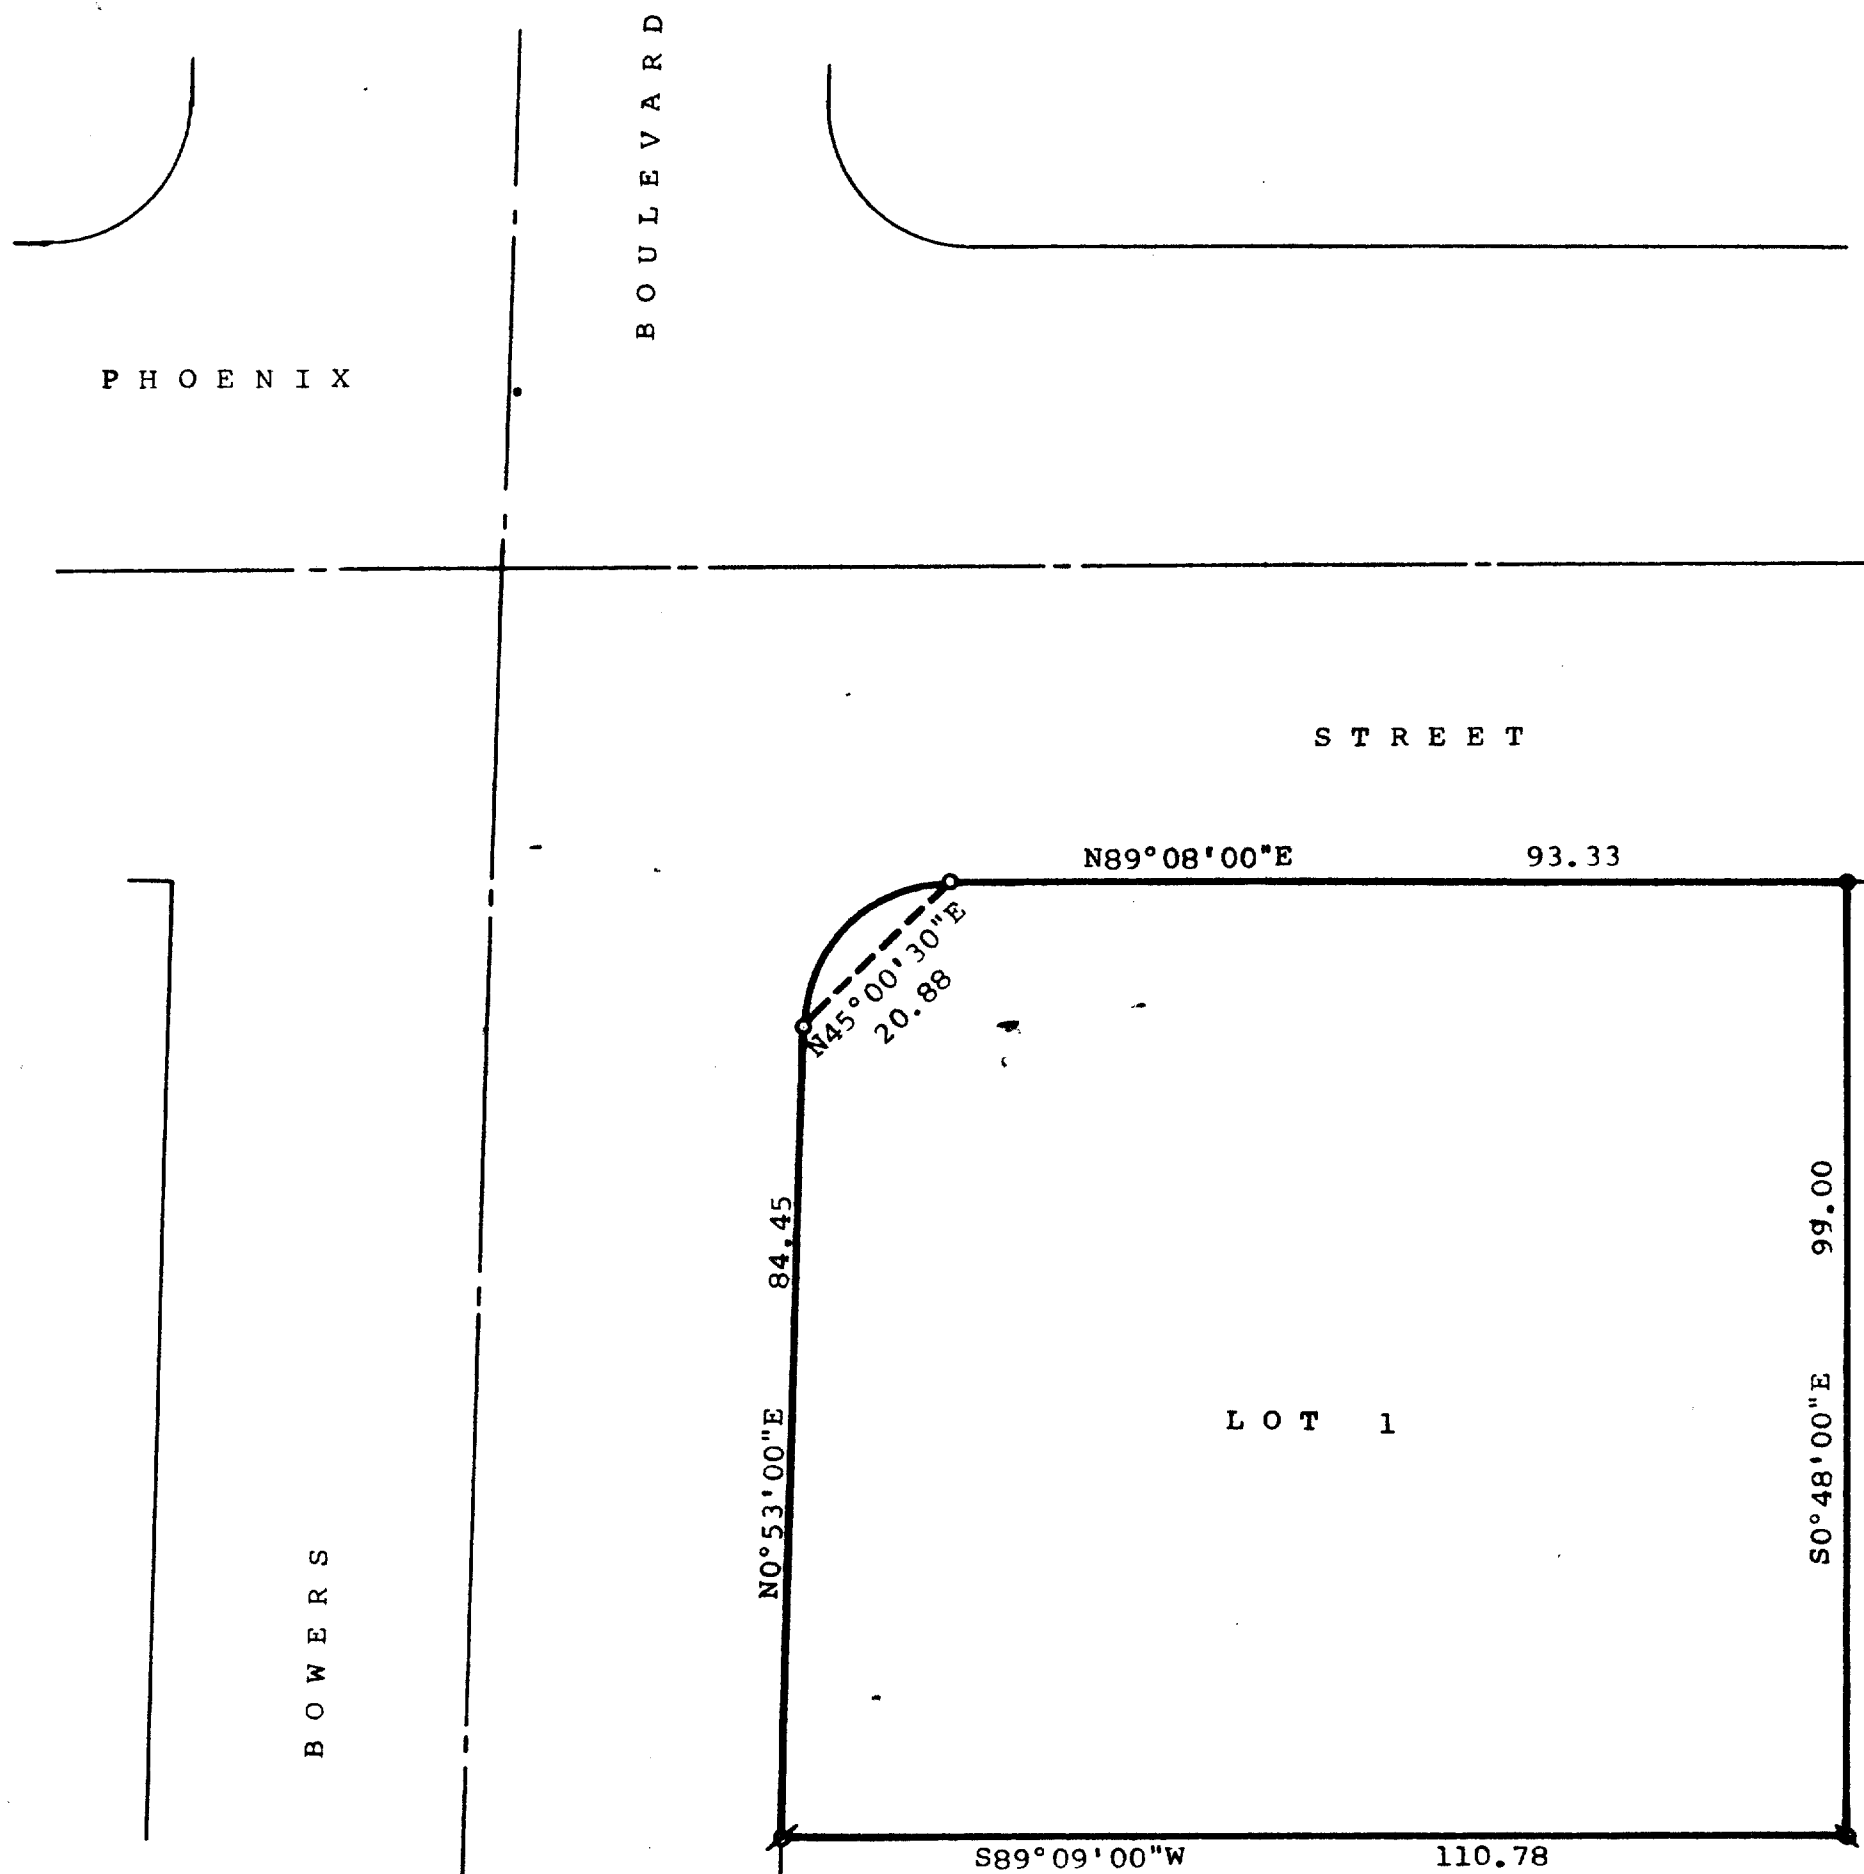 BOULEVARD
PHOENIX
STREET
N89°08'00"E 93.33
N45°00'30"E
20.88
84.45
N0°53'00"E
99.00
S0°48'00"E
LOT 1
BOWERS
S89°09'00"W 110.78